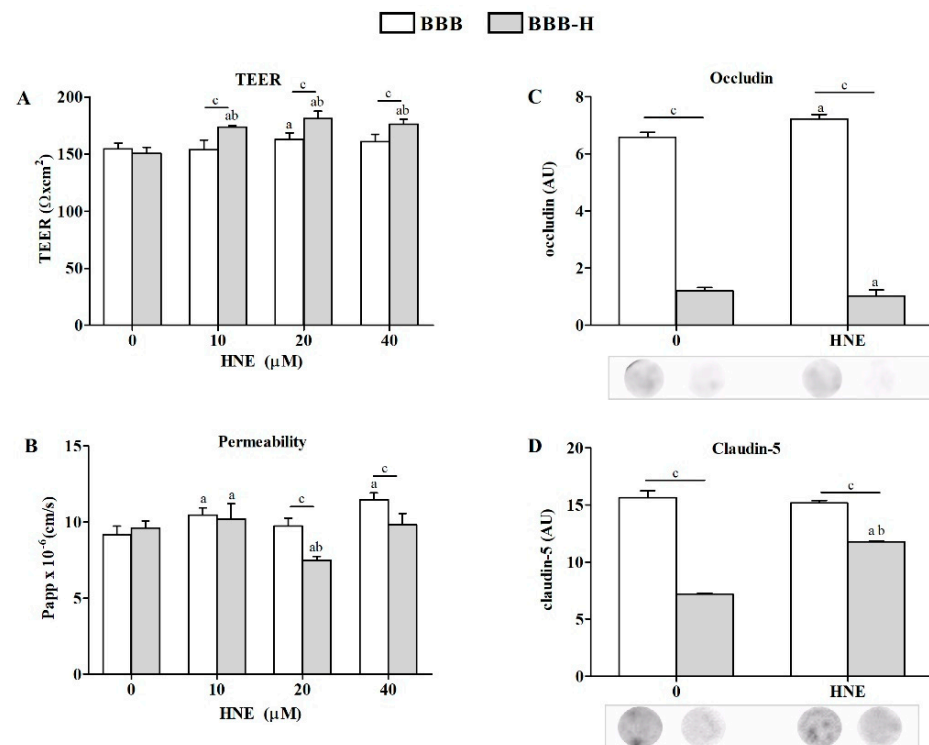 BBB BBB-H
A TEER
TEER (Ωxcm²)
200
150
100
50
0
c c c
ab a ab ab
0 10 20 40
HNE (μM)
C Occludin
occludin (AU)
8
6
4
2
0
c c
a a
0 HNE
B Permeability
Papp x 10⁻⁶(cm/s)
15
10
5
0
a a c ab a c
0 10 20 40
HNE (μM)
D Claudin-5
claudin-5 (AU)
20
15
10
5
0
c c
a b
0 HNE